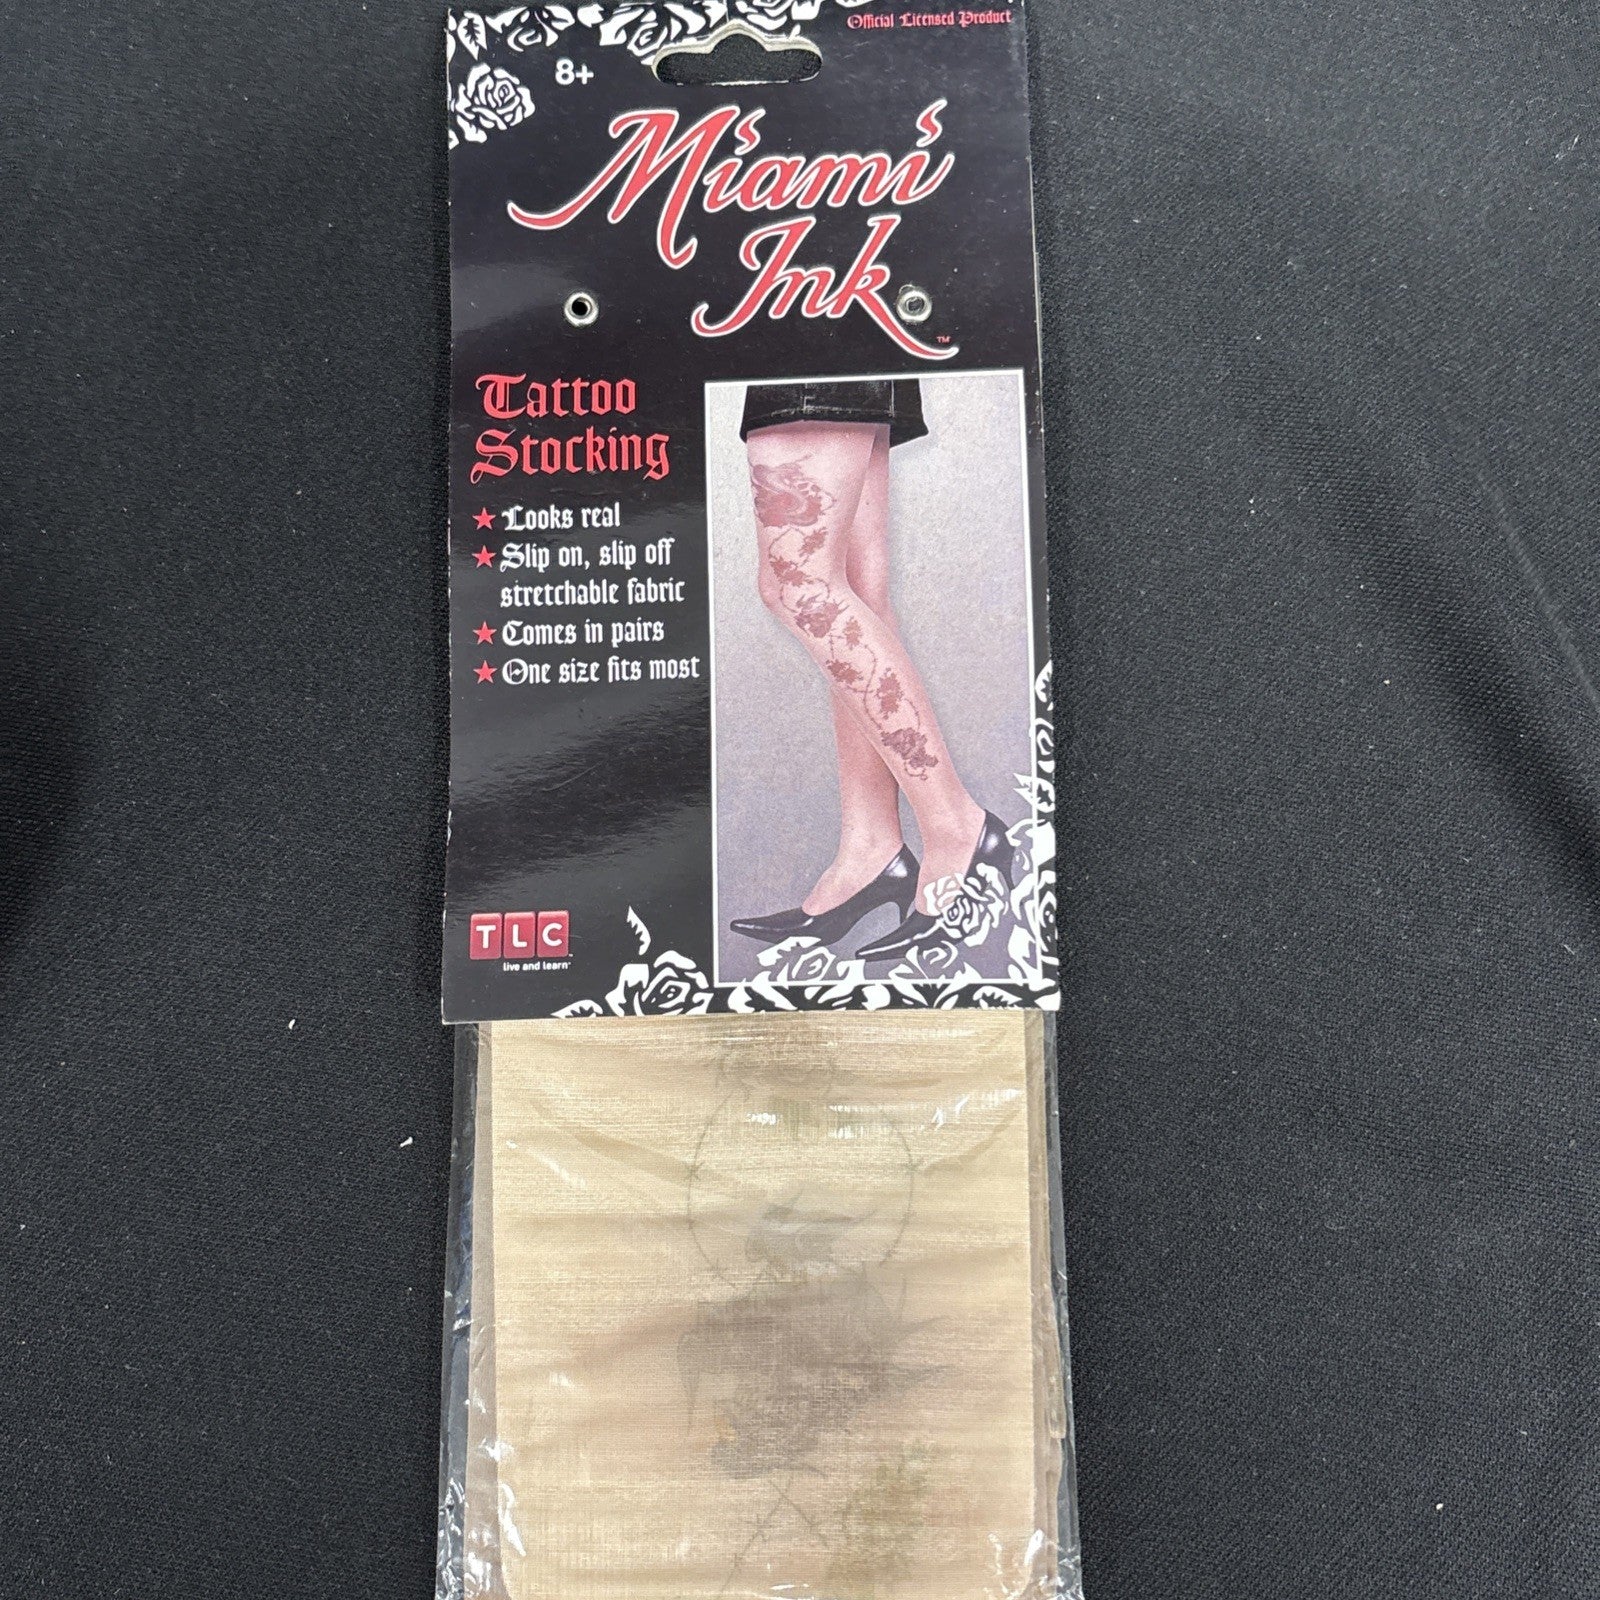 Official Licensed Product
8+
Miami
Ink
TM
Tattoo
Stocking
Looks real
Slip on, slip off
stretchable fabric
Comes in pairs
One size fits most
TLC
live and learn